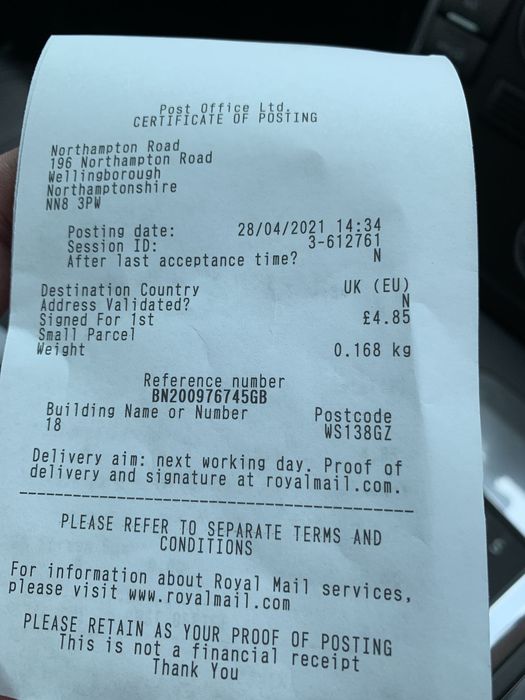 Post Office Ltd.
CERTIFICATE OF POSTING
Northampton Road
196 Northampton Road
Wellingborough
Northamptonshire
NN8 3PW
Posting date: 28/04/2021 14:34
Session ID: 3-612761
After last acceptance time? N
Destination Country UK (EU)
Address Validated? N
Signed For 1st £4.85
Small Parcel
Weight 0.168 kg
Reference number
BN200976745GB
Building Name or Number Postcode
18 WS138GZ
Delivery aim: next working day. Proof of
delivery and signature at royalmail.com.
PLEASE REFER TO SEPARATE TERMS AND
CONDITIONS
For information about Royal Mail services,
please visit www.royalmail.com
PLEASE RETAIN AS YOUR PROOF OF POSTING
This is not a financial receipt
Thank You